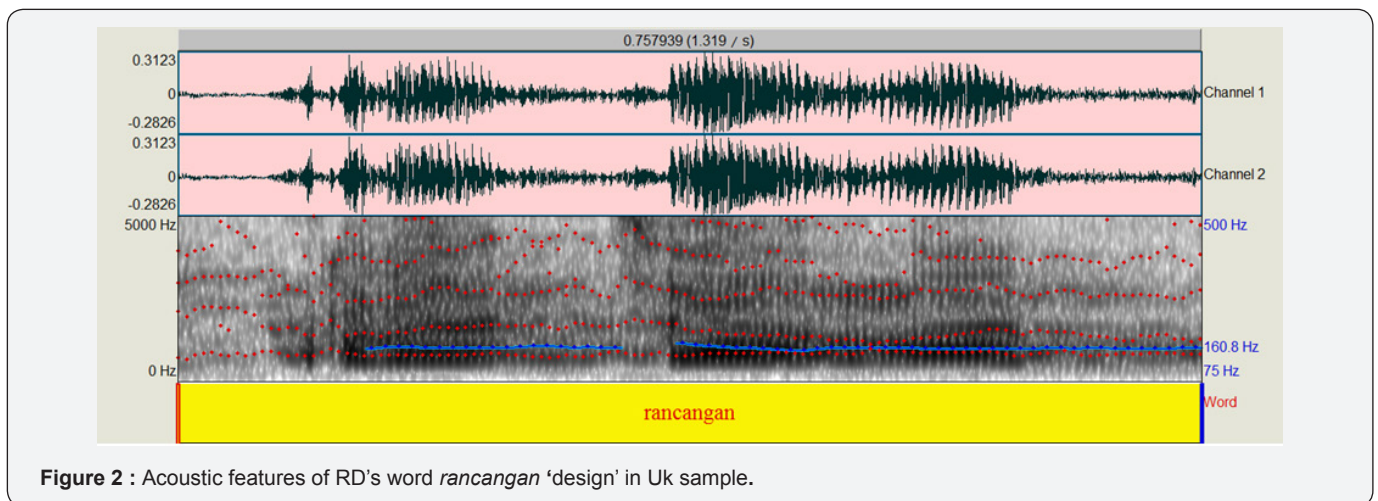 0.757939 (1.319 / s)
0.3123
0
-0.2826
Channel 1
0.3123
0
-0.2826
Channel 2
5000 Hz
500 Hz
160.8 Hz
0 Hz
75 Hz
rancangan
Word
Figure 2 : Acoustic features of RD's word rancangan ‘design’ in Uk sample.